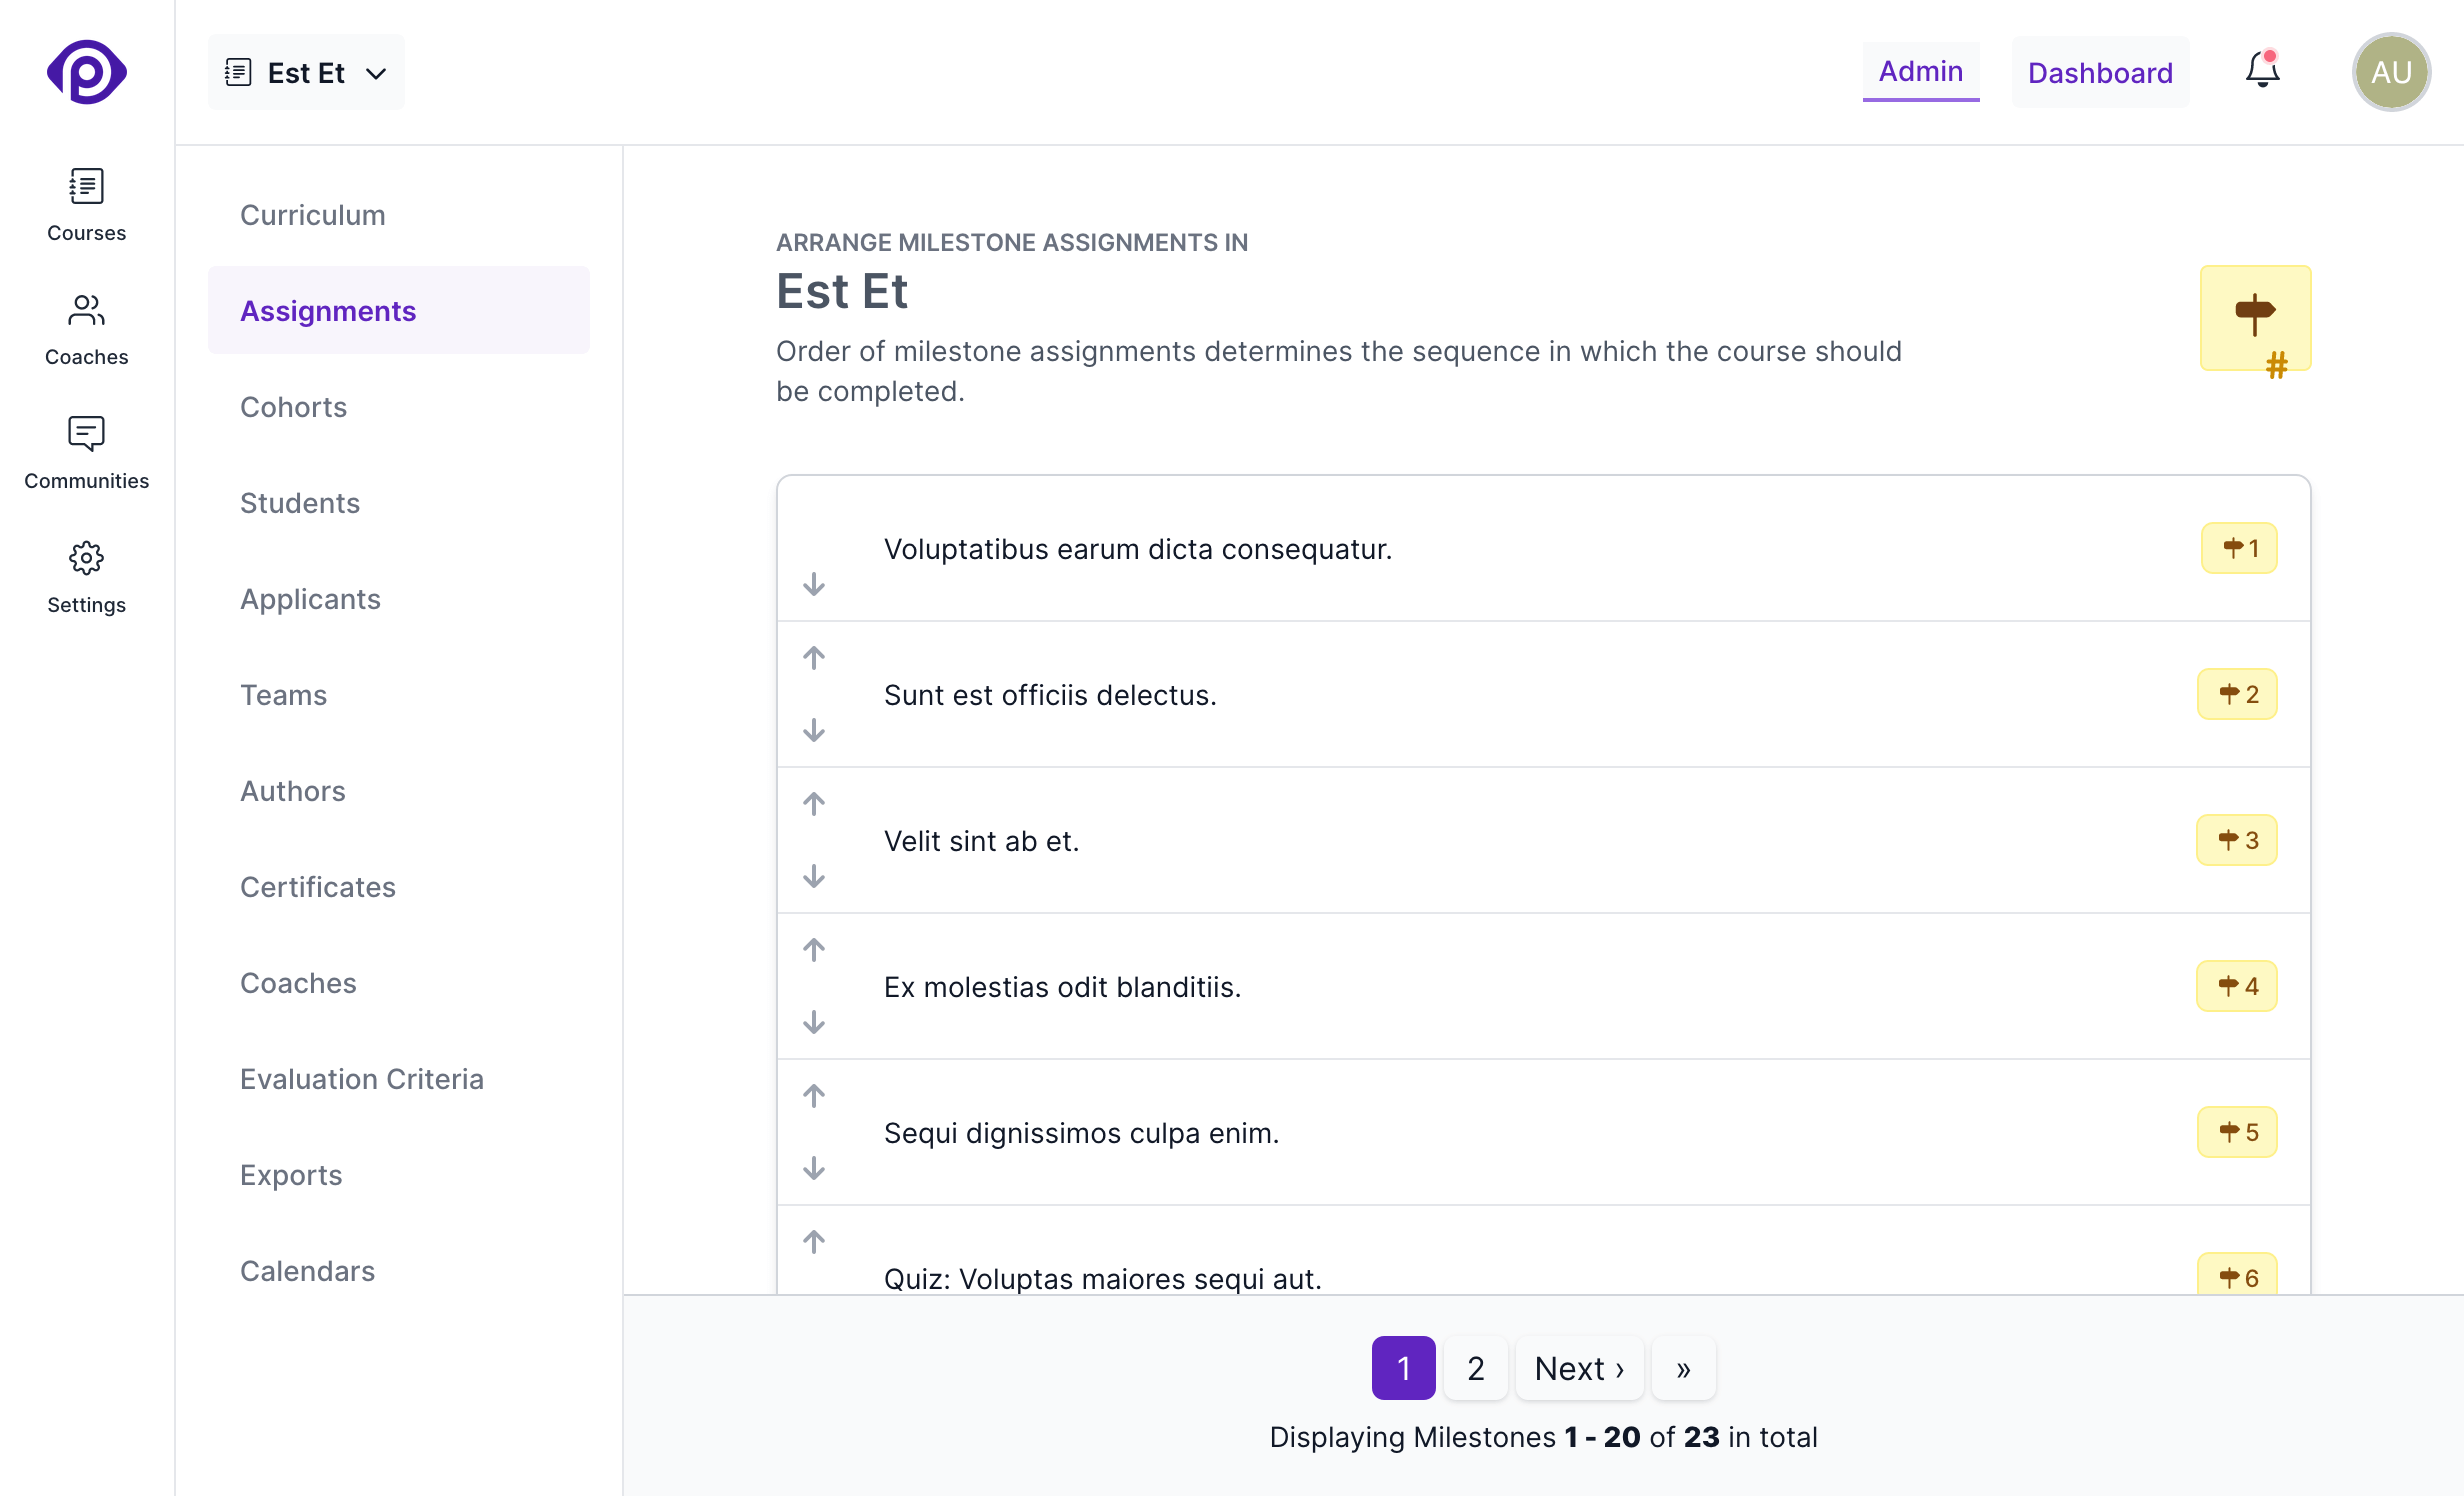 Est Et
Admin
Dashboard
AU
Courses
Coaches
Communities
Settings
Curriculum
Assignments
Cohorts
Students
Applicants
Teams
Authors
Certificates
Coaches
Evaluation Criteria
Exports
Calendars
ARRANGE MILESTONE ASSIGNMENTS IN
Est Et
Order of milestone assignments determines the sequence in which the course should
be completed.
#
Voluptatibus earum dicta consequatur.
1
Sunt est officiis delectus.
2
Velit sint ab et.
3
Ex molestias odit blanditiis.
4
Sequi dignissimos culpa enim.
5
Quiz: Voluptas maiores sequi aut.
6
1 2 Next › »
Displaying Milestones 1 - 20 of 23 in total